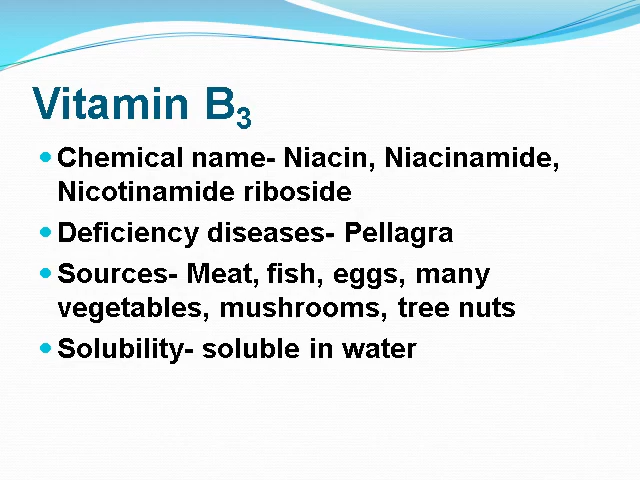 Vitamin B₃
Chemical name- Niacin, Niacinamide,
Nicotinamide riboside
Deficiency diseases- Pellagra
Sources- Meat, fish, eggs, many
vegetables, mushrooms, tree nuts
Solubility- soluble in water